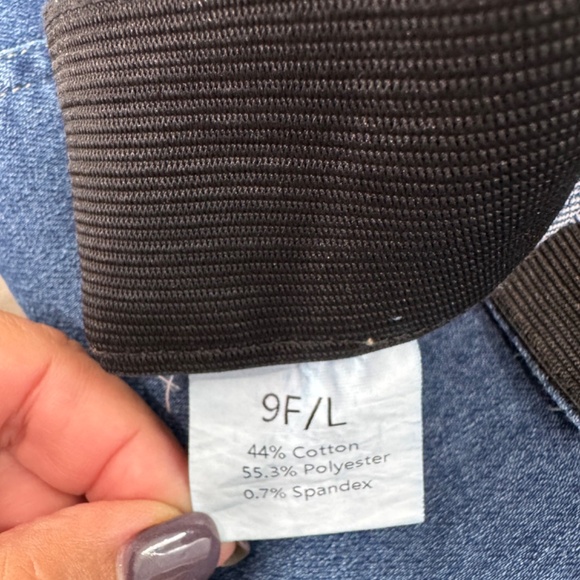 9F/L
44% Cotton
55.3% Polyester
0.7% Spandex